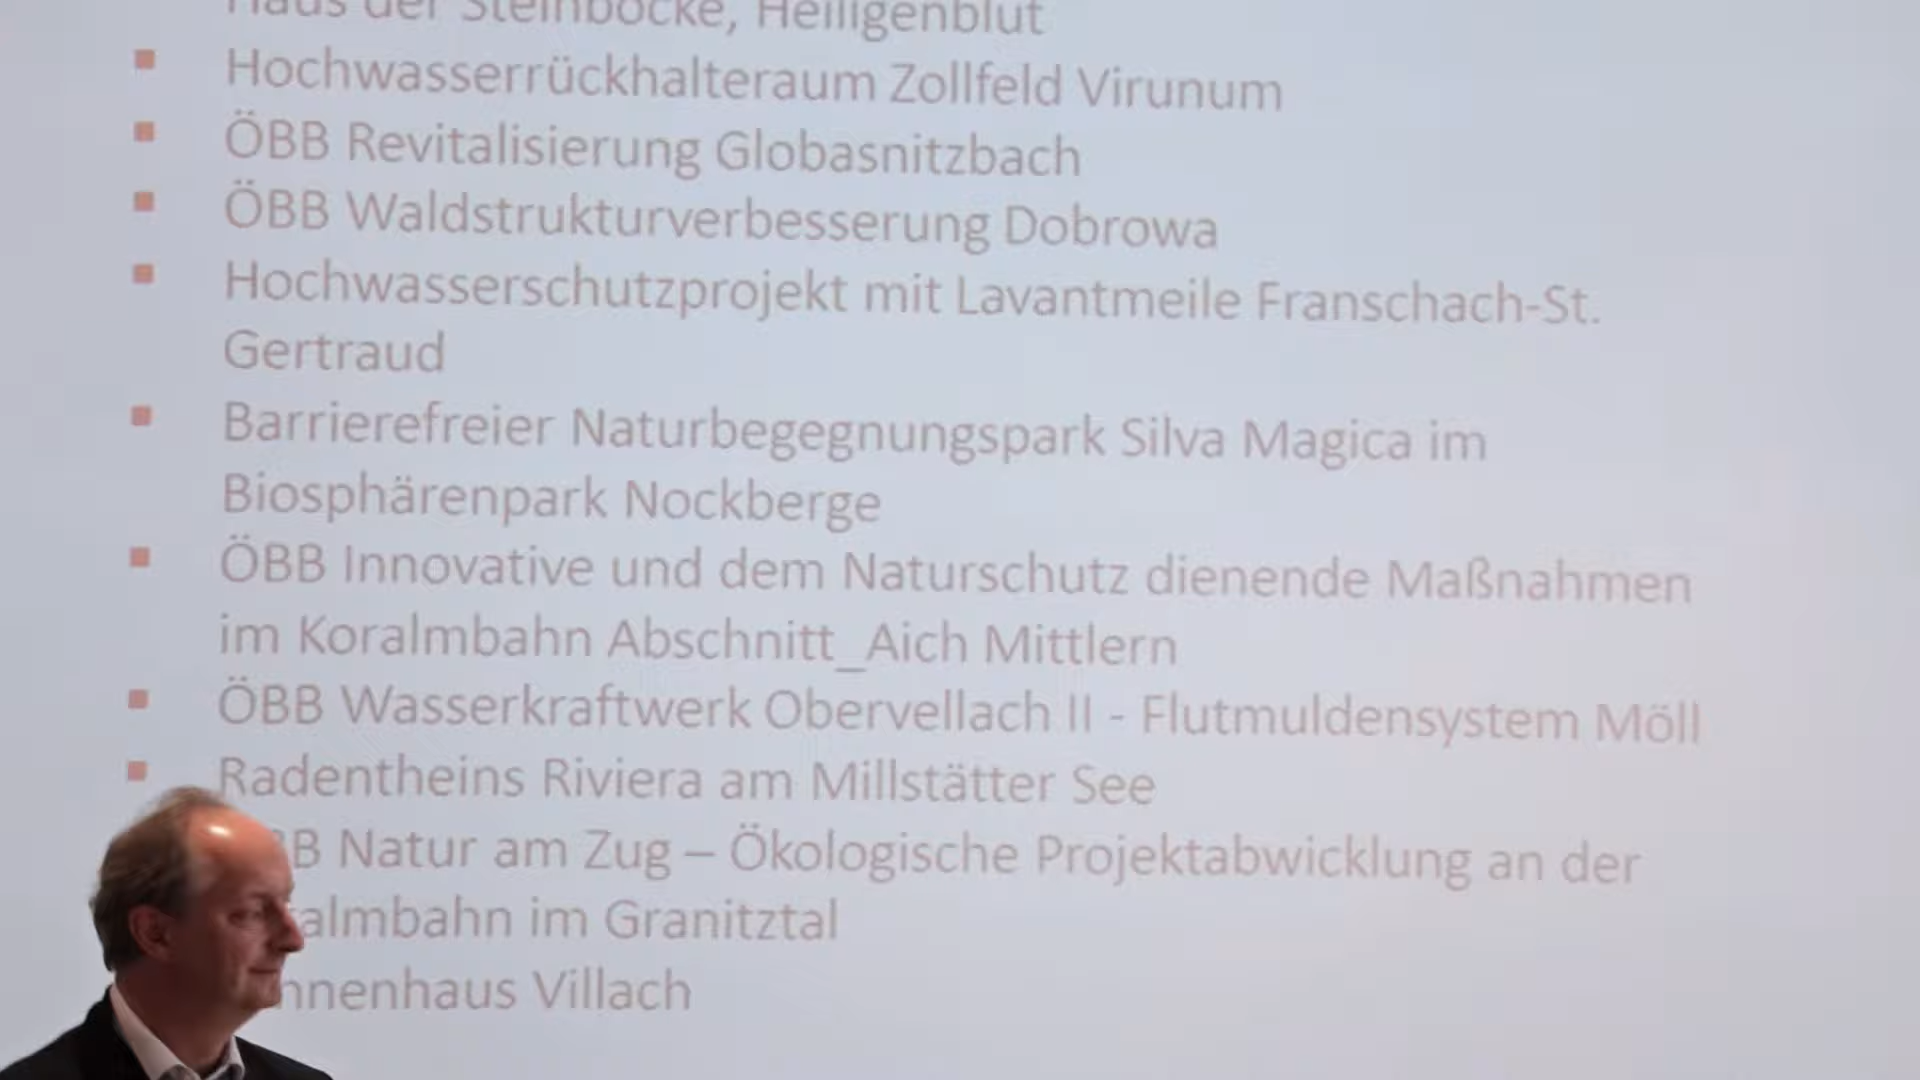 Haus der Steinböcke, Heiligenblut
Hochwasserrückhalteraum Zollfeld Virunum
ÖBB Revitalisierung Globasnitzbach
ÖBB Waldstrukturverbesserung Dobrowa
Hochwasserschutzprojekt mit Lavantmeile Franschach-St.
Gertraud
Barrierefreier Naturbegegnungspark Silva Magica im
Biosphärenpark Nockberge
ÖBB Innovative und dem Naturschutz dienende Maßnahmen
im Koralmbahn Abschnitt_Aich Mittlern
ÖBB Wasserkraftwerk Obervellach II - Flutmuldensystem Möll
Radentheins Riviera am Millstätter See
Natur am Zug – Ökologische Projektabwicklung an der
im Granitztal
Villach